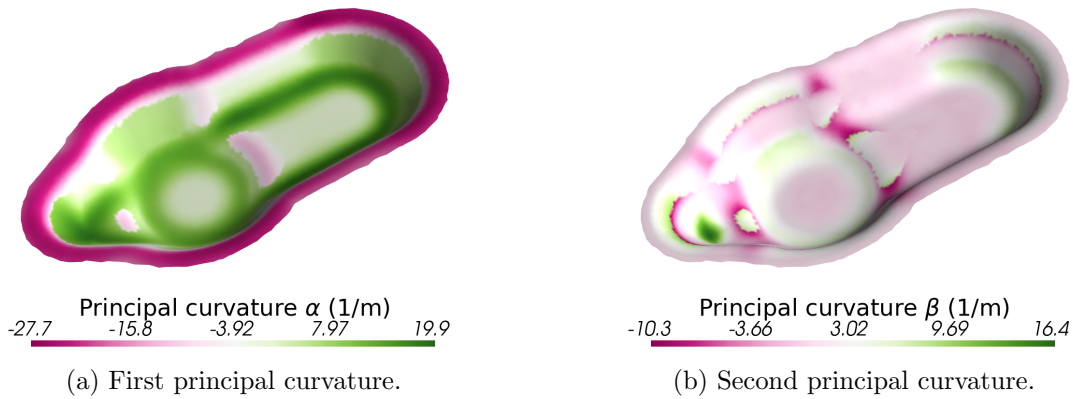 Principal curvature α (1/m)
-27.7 -15.8 -3.92 7.97 19.9
(a) First principal curvature.
Principal curvature β (1/m)
-10.3 -3.66 3.02 9.69 16.4
(b) Second principal curvature.